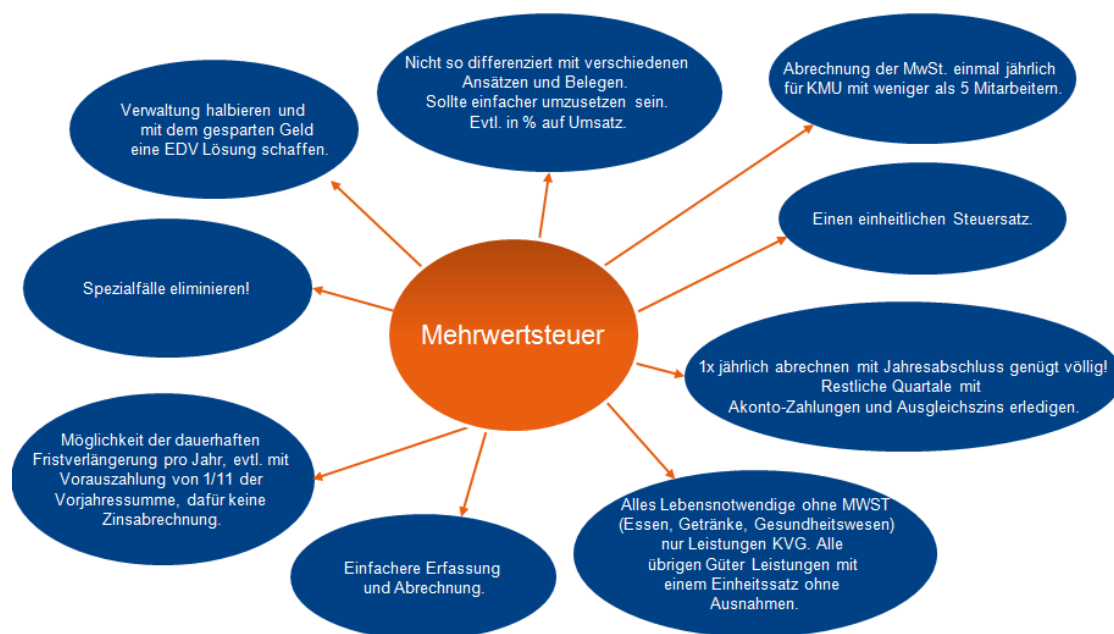 Nicht so differenziert mit verschiedenen
Ansätzen und Belegen.
Sollte einfacher umzusetzen sein.
Evtl. in % auf Umsatz.
Abrechnung der MwSt. einmal jährlich
für KMU mit weniger als 5 Mitarbeitern.
Verwaltung halbieren und
mit dem gesparten Geld
eine EDV Lösung schaffen.
Einen einheitlichen Steuersatz.
Spezialfälle eliminieren!
Mehrwertsteuer
1x jährlich abrechnen mit Jahresabschluss genügt völlig!
Restliche Quartale mit
Akonto-Zahlungen und Ausgleichszins erledigen.
Möglichkeit der dauerhaften
Fristverlängerung pro Jahr, evtl. mit
Vorauszahlung von 1/11 der
Vorjahressumme, dafür keine
Zinsabrechnung.
Alles Lebensnotwendige ohne MWST
(Essen, Getränke, Gesundheitswesen)
nur Leistungen KVG. Alle
übrigen Güter Leistungen mit
einem Einheitssatz ohne
Ausnahmen.
Einfachere Erfassung
und Abrechnung.